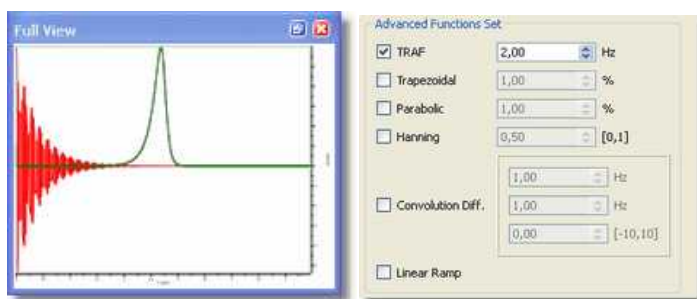 Full View
Advanced Functions Set
TRAF 2,00 Hz
Trapezoidal 1,00 %
Parabolic 1,00 %
Hanning 0,50 [0,1]
1,00 Hz
Convolution Diff. 1,00 Hz
0,00 [-10,10]
Linear Ramp